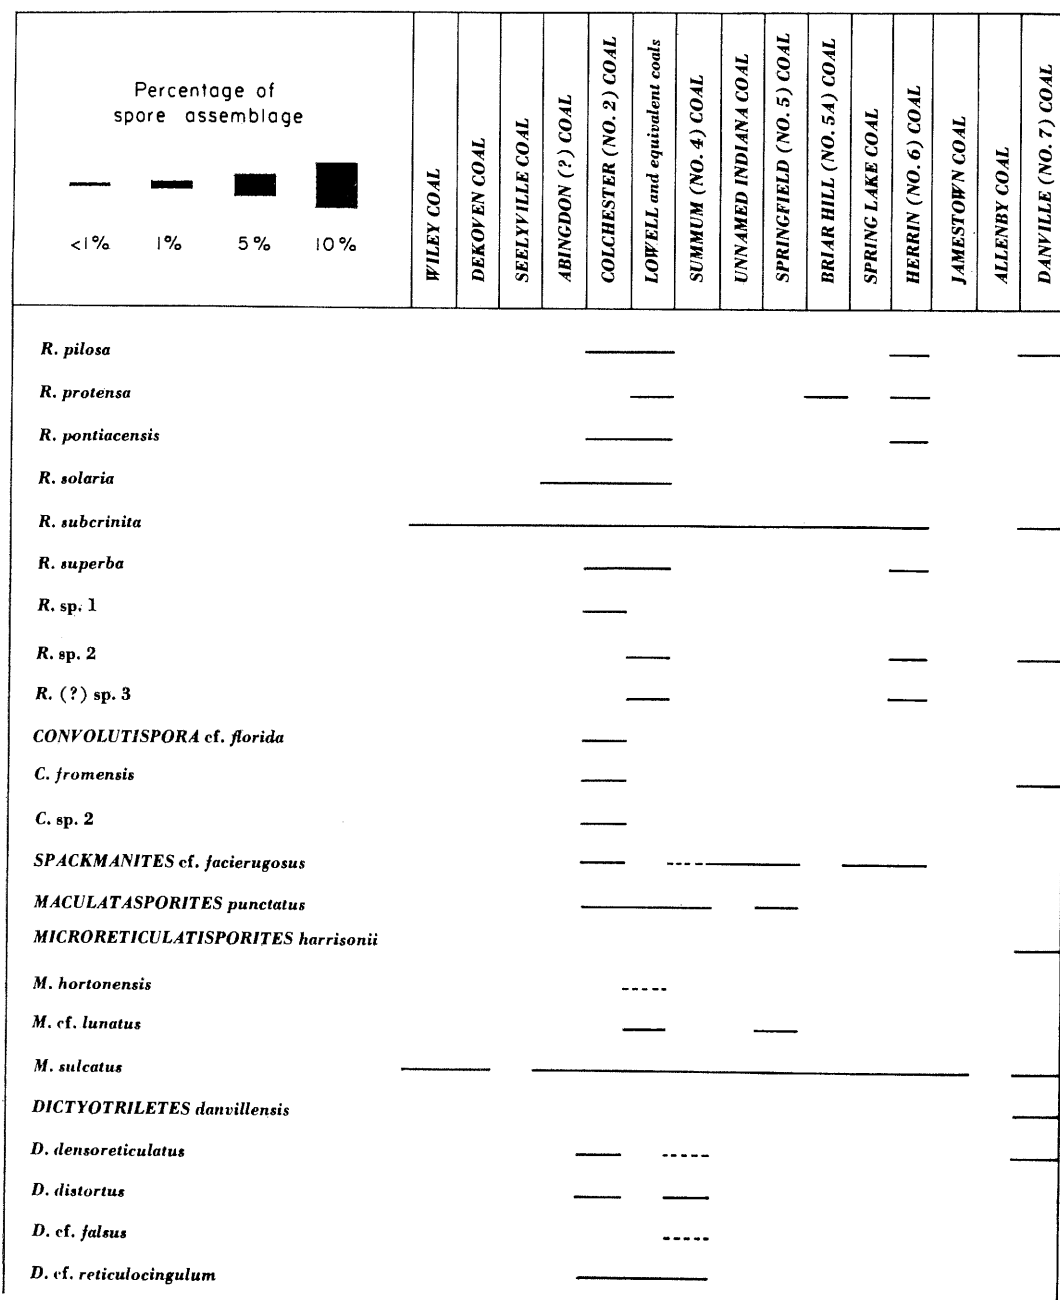 Percentage of
spore assemblage
<1%
1%
5%
10%
WILEY COAL
DEKOVEN COAL
SEELYVILLE COAL
ABINGDON (?) COAL
COLCHESTER (NO. 2) COAL
LOWELL and equivalent coals
SUMMUM (NO. 4) COAL
UNNAMED INDIANA COAL
SPRINGFIELD (NO. 5) COAL
BRIAR HILL (NO. 5A) COAL
SPRING LAKE COAL
HERRIN (NO. 6) COAL
JAMESTOWN COAL
ALLENBY COAL
DANVILLE (NO. 7) COAL
R. pilosa
R. protensa
R. pontiacensis
R. solaria
R. subcrinita
R. superba
R. sp. 1
R. sp. 2
R. (?) sp. 3
CONVOLUTISPORA cf. florida
C. fromensis
C. sp. 2
SPACKMANITES cf. facierugosus
MACULATASPORITES punctatus
MICRORETICULATISPORITES harrisonii
M. hortonensis
M. cf. lunatus
M. sulcatus
DICTYOTRILETES danvillensis
D. densoreticulatus
D. distortus
D. cf. falsus
D. cf. reticulocingulum